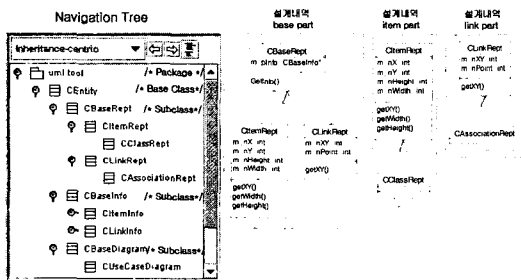 Navigation Tree
Inheritance-centric
uml tool /* Package */
CEntity /* Base Class*/
CBaseRept /* Subclass*/
CItemRept
CClassRept
CLinkRept
CAssociationRept
CBaseInfo /* Subclass*/
CItemInfo
CLinkInfo
CBaseDiagram/* Subclass*/
CUseCaseDiagram
설계내역
base part
CBaseRept
m_pInfo CBaseInfo*
GetInfo()
CItemRept
m_nX int
m_nY int
m_nHeight int
m_nWidth int
getXY()
getWidth()
getHeight()
CLinkRept
m_nXY int
m_nPoint int
getXY()
설계내역
item part
CItemRept
m_nX int
m_nY int
m_nHeight int
m_nWidth int
getXY()
getWidth()
getHeight()
CClassRept
설계내역
link part
CLinkRept
m_nXY int
m_nPoint int
getXY()
CAssociationRept